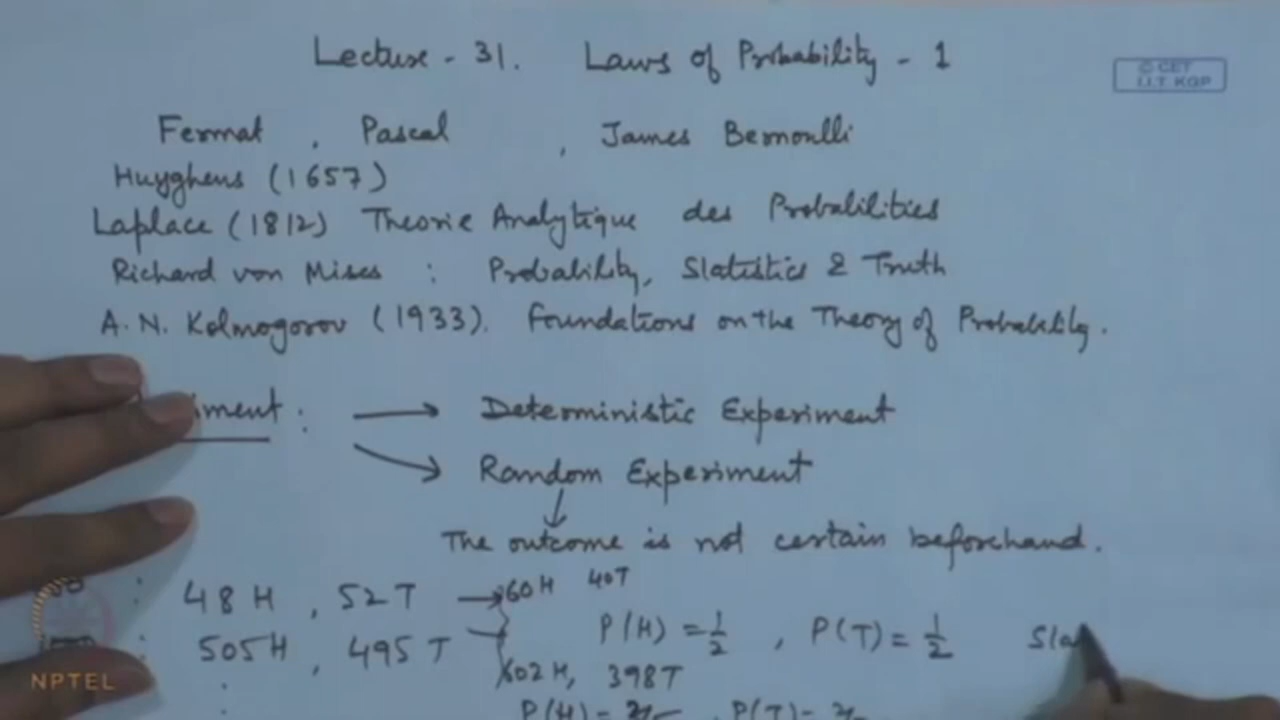 Lecture - 31. Laws of Probability - 1
© CET
I.I.T. KGP
Fermat , Pascal , James Bernoulli
Huyghens (1657)
Laplace (1812) Theorie Analytique des Probabilities
Richard von Mises : Probability, Statistics & Truth
A. N. Kolmogorov (1933). Foundations on the Theory of Probability.
iment : → Deterministic Experiment
→ Random Experiment
↓
The outcome is not certain beforehand.
: 48 H , 52 T → 60 H 40 T
: 505 H , 495 T P(H) = 1/2 , P(T) = 1/2 Sta
602 H, 398 T
P(H) = , P(T) =
NPTEL